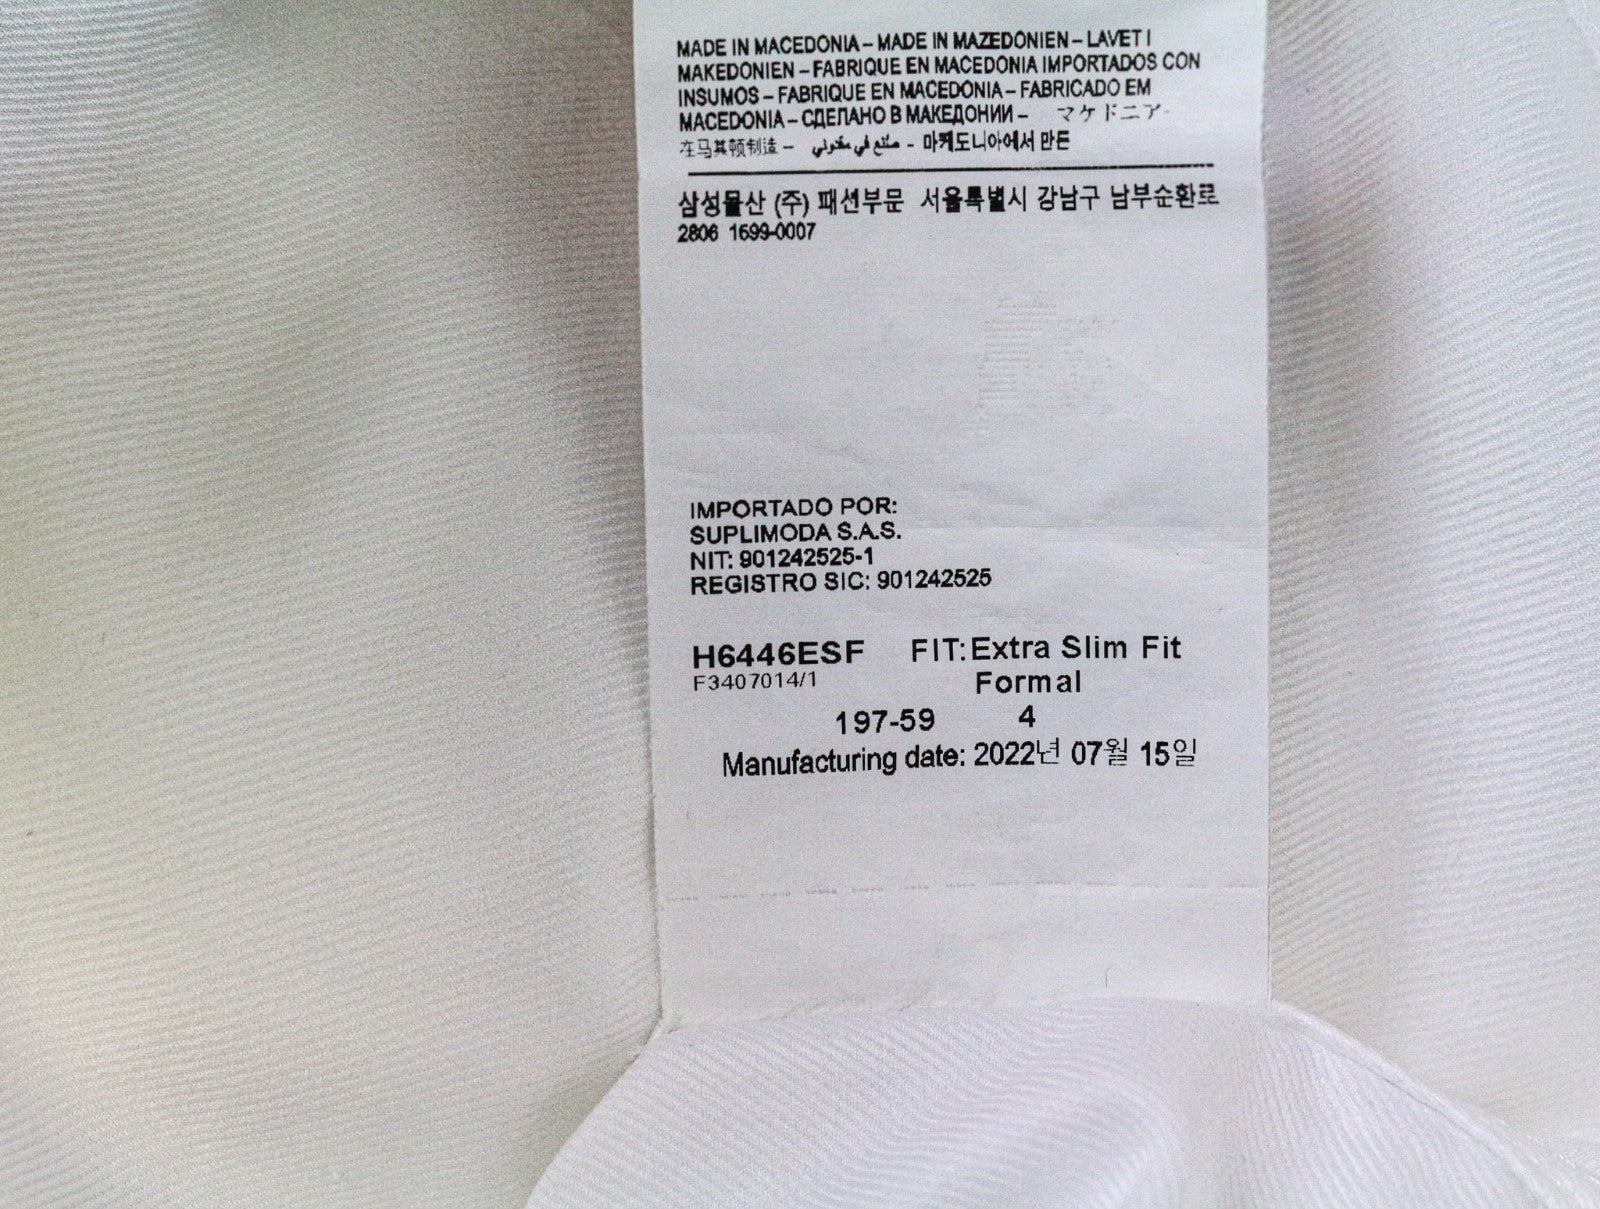 MADE IN MACEDONIA – MADE IN MAZEDONIEN – LAVET I
MAKEDONIEN – FABRIQUE EN MACEDONIA IMPORTADOS CON
INSUMOS – FABRIQUE EN MACEDONIA – FABRICADO EM
MACEDONIA – СДЕЛАНО В МАКЕДОНИИ – マケドニア-
在马其顿制造 – صنع في مقدوني - 마케도니아에서 만든
삼성물산 (주) 패션부문 서울특별시 강남구 남부순환로
2806 1699-0007
IMPORTADO POR:
SUPLIMODA S.A.S.
NIT: 901242525-1
REGISTRO SIC: 901242525
H6446ESF FIT: Extra Slim Fit
F3407014/1 Formal
197-59 4
Manufacturing date: 2022년 07월 15일